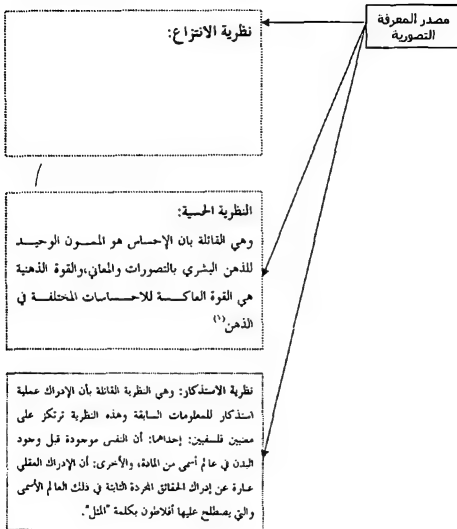 مصدر المعرفة
التصورية
نظرية الانتزاع:
النظرية الحسية:
وهي القائلة بان الإحساس هو الممون الوحيد
للذهن البشري بالتصورات والمعاني،والقوة الذهنية
هي القوة العاكسة للاحساسات المختلفة في
الذهن(١)
نظرية الاستذكار: وهي النظرية القائلة بأن الإدراك عملية
استذكار للمعلومات السابقة وهذه النظرية ترتكز على
معنيين فلسفيين: إحداهما: أن النفس موجودة قبل وجود
البدن في عالم أسمى من المادة، والأخرى: أن الإدراك العقلي
عبارة عن إدراك الحقائق المجردة الثابتة في ذلك العالم الأسمى
والتي يصطلح عليها أفلاطون بكلمة "المثل".